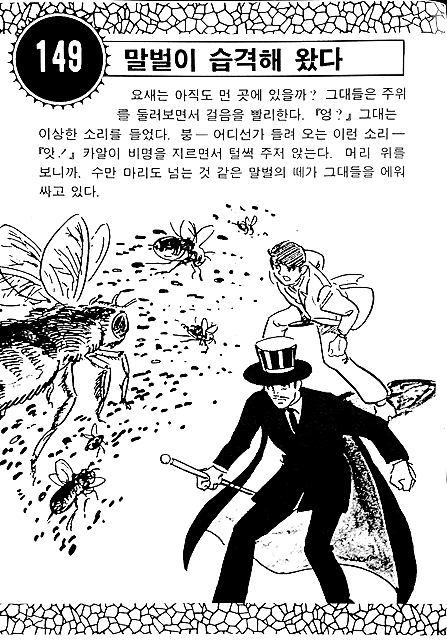 149
말벌이 습격해 왔다
요새는 아직도 먼 곳에 있을까? 그대들은 주위
를 둘러보면서 걸음을 빨리한다. 『엉?』 그대는
이상한 소리를 들었다. 붕— 어디선가 들려 오는 이런 소리—
『앗!』 카알이 비명을 지르면서 털썩 주저 앉는다. 머리 위를
보니까, 수만 마리도 넘는 것 같은 말벌의 떼가 그대들을 에워
싸고 있다.